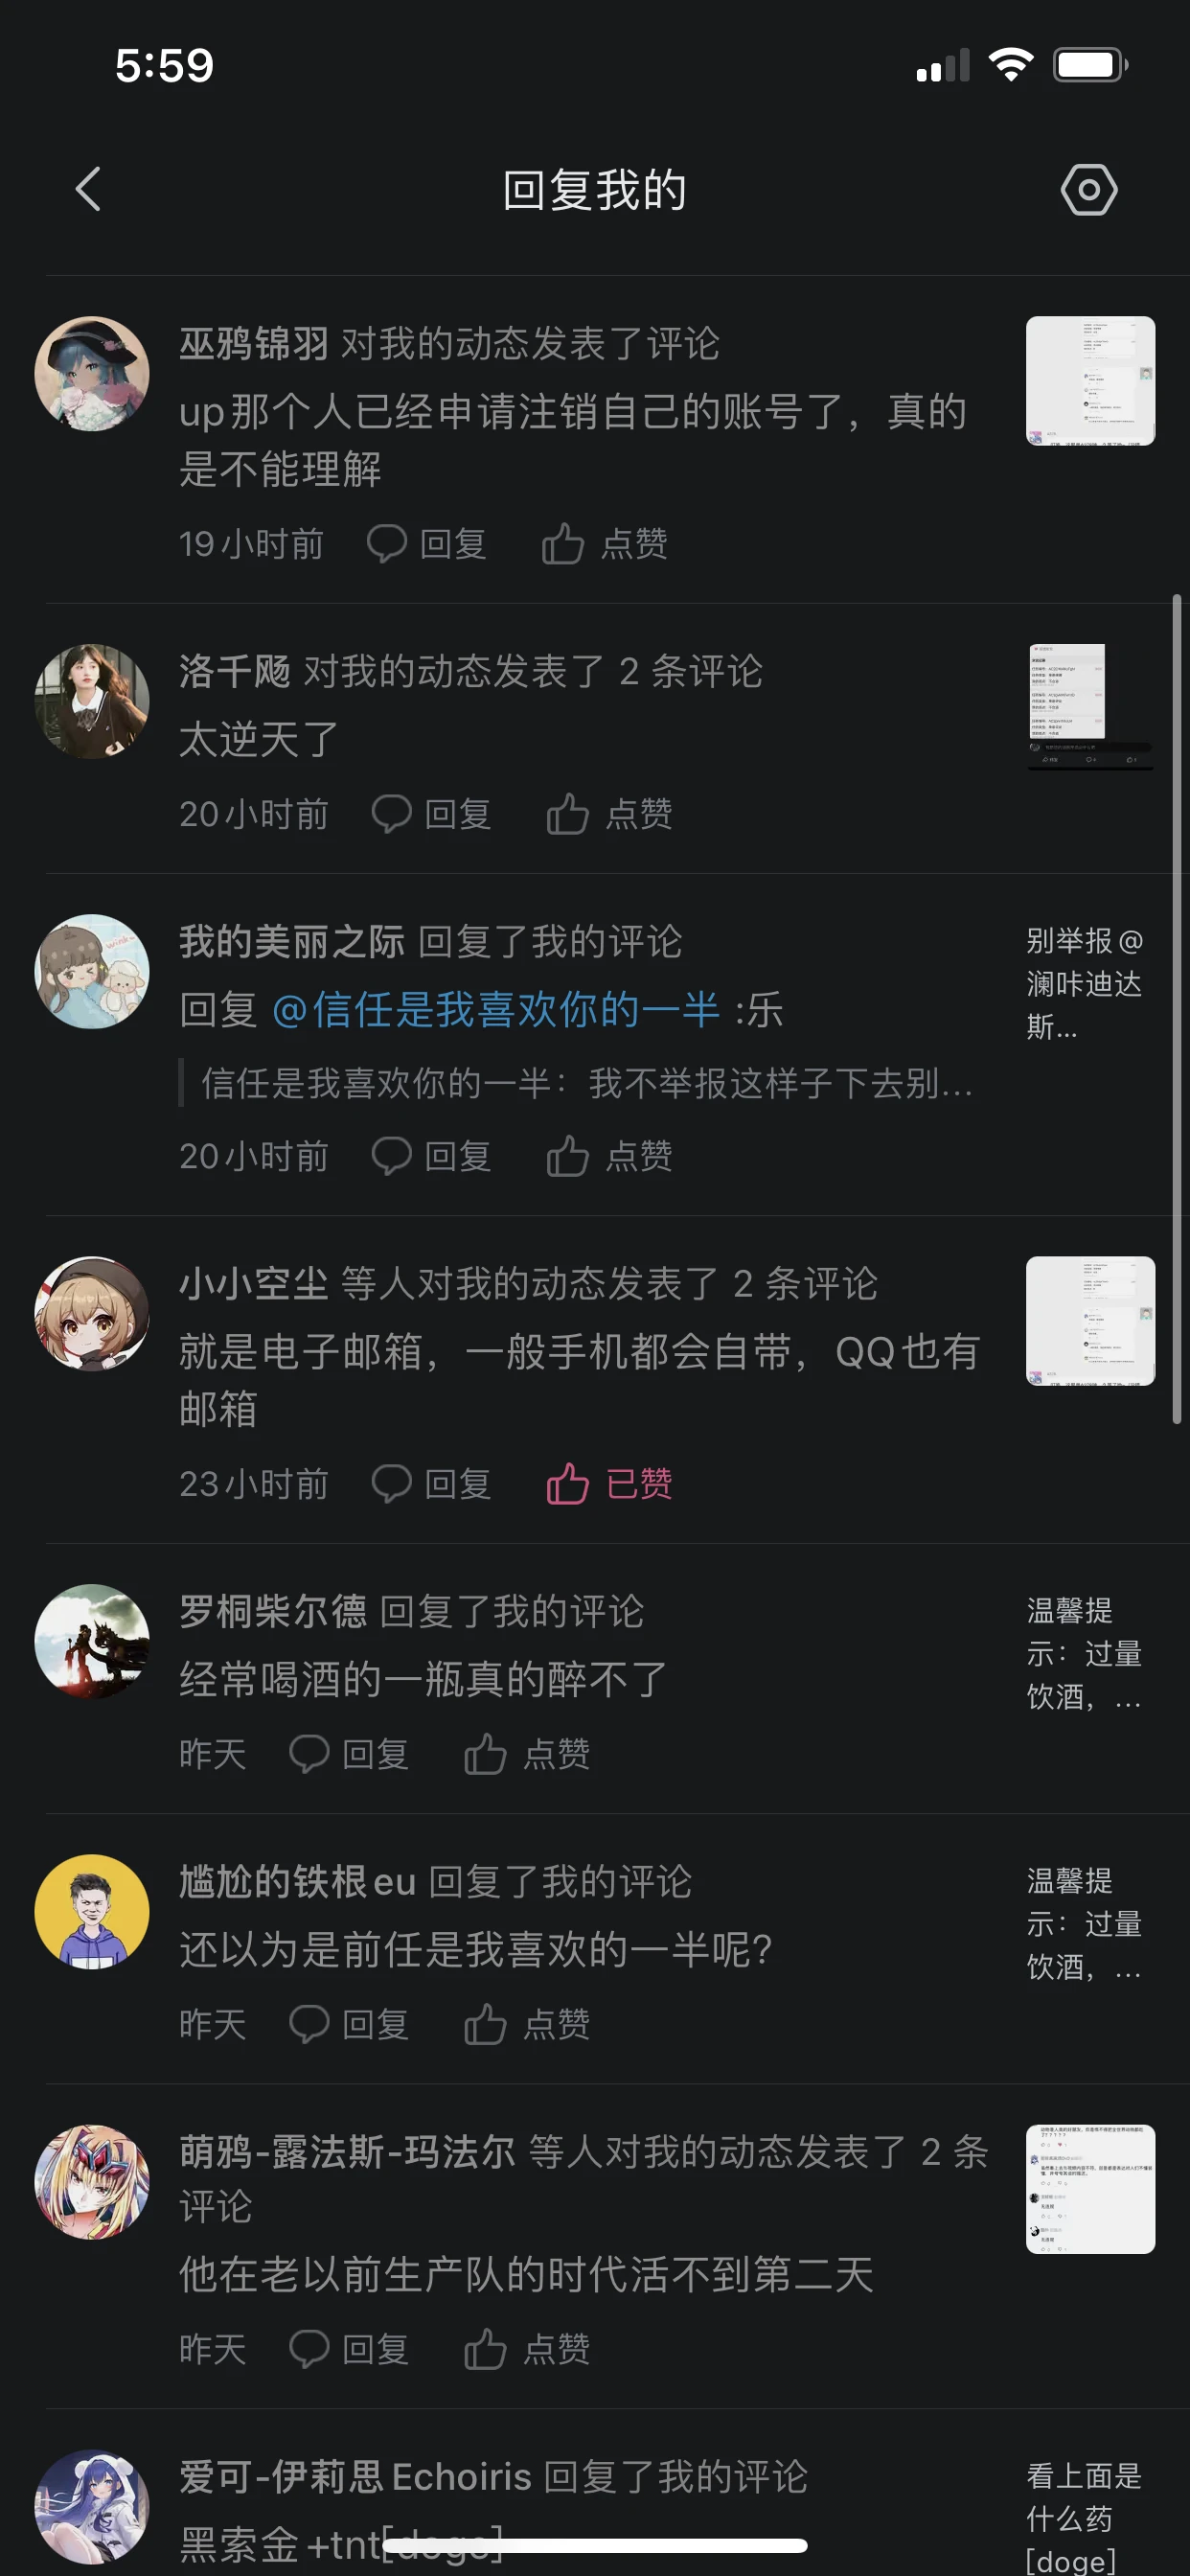 5:59
回复我的
巫鸦锦羽 对我的动态发表了评论
up那个人已经申请注销自己的账号了，真的
是不能理解
19小时前 回复 点赞
洛千飏 对我的动态发表了 2 条评论
太逆天了
20小时前 回复 点赞
我的美丽之际 回复了我的评论
回复 @信任是我喜欢你的一半 :乐
信任是我喜欢你的一半：我不举报这样子下去别...
20小时前 回复 点赞
别举报@
澜咔迪达
斯...
小小空尘 等人对我的动态发表了 2 条评论
就是电子邮箱，一般手机都会自带，QQ也有
邮箱
23小时前 回复 已赞
罗桐柴尔德 回复了我的评论
经常喝酒的一瓶真的醉不了
昨天 回复 点赞
温馨提
示：过量
饮酒，...
尴尬的铁根eu 回复了我的评论
还以为是前任是我喜欢的一半呢?
昨天 回复 点赞
温馨提
示：过量
饮酒，...
萌鸦-露法斯-玛法尔 等人对我的动态发表了 2 条
评论
他在老以前生产队的时代活不到第二天
昨天 回复 点赞
爱可-伊莉思Echoiris 回复了我的评论
黑索金+tnt[doge]
看上面是
什么药
[doge]